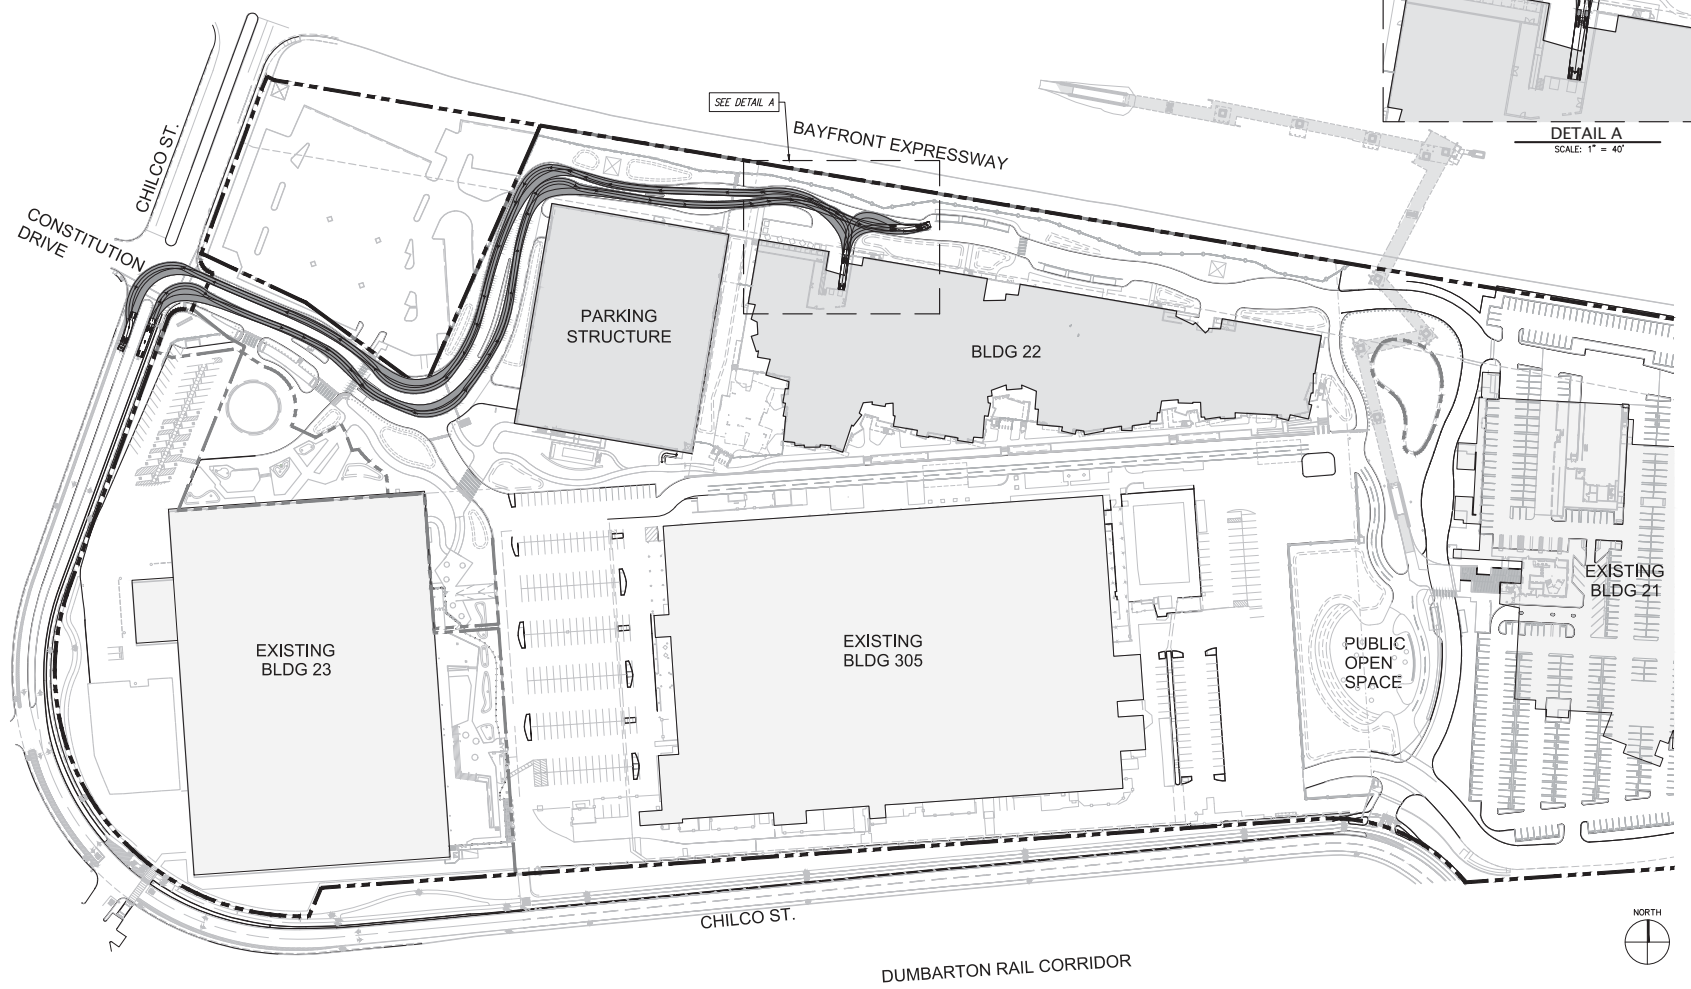 DETAIL A
SCALE: 1" = 40'
SEE DETAIL A
BAYFRONT EXPRESSWAY
CHILCO ST.
CONSTITUTION
DRIVE
PARKING
STRUCTURE
BLDG 22
EXISTING
BLDG 21
EXISTING
BLDG 23
EXISTING
BLDG 305
PUBLIC
OPEN
SPACE
CHILCO ST.
NORTH
DUMBARTON RAIL CORRIDOR